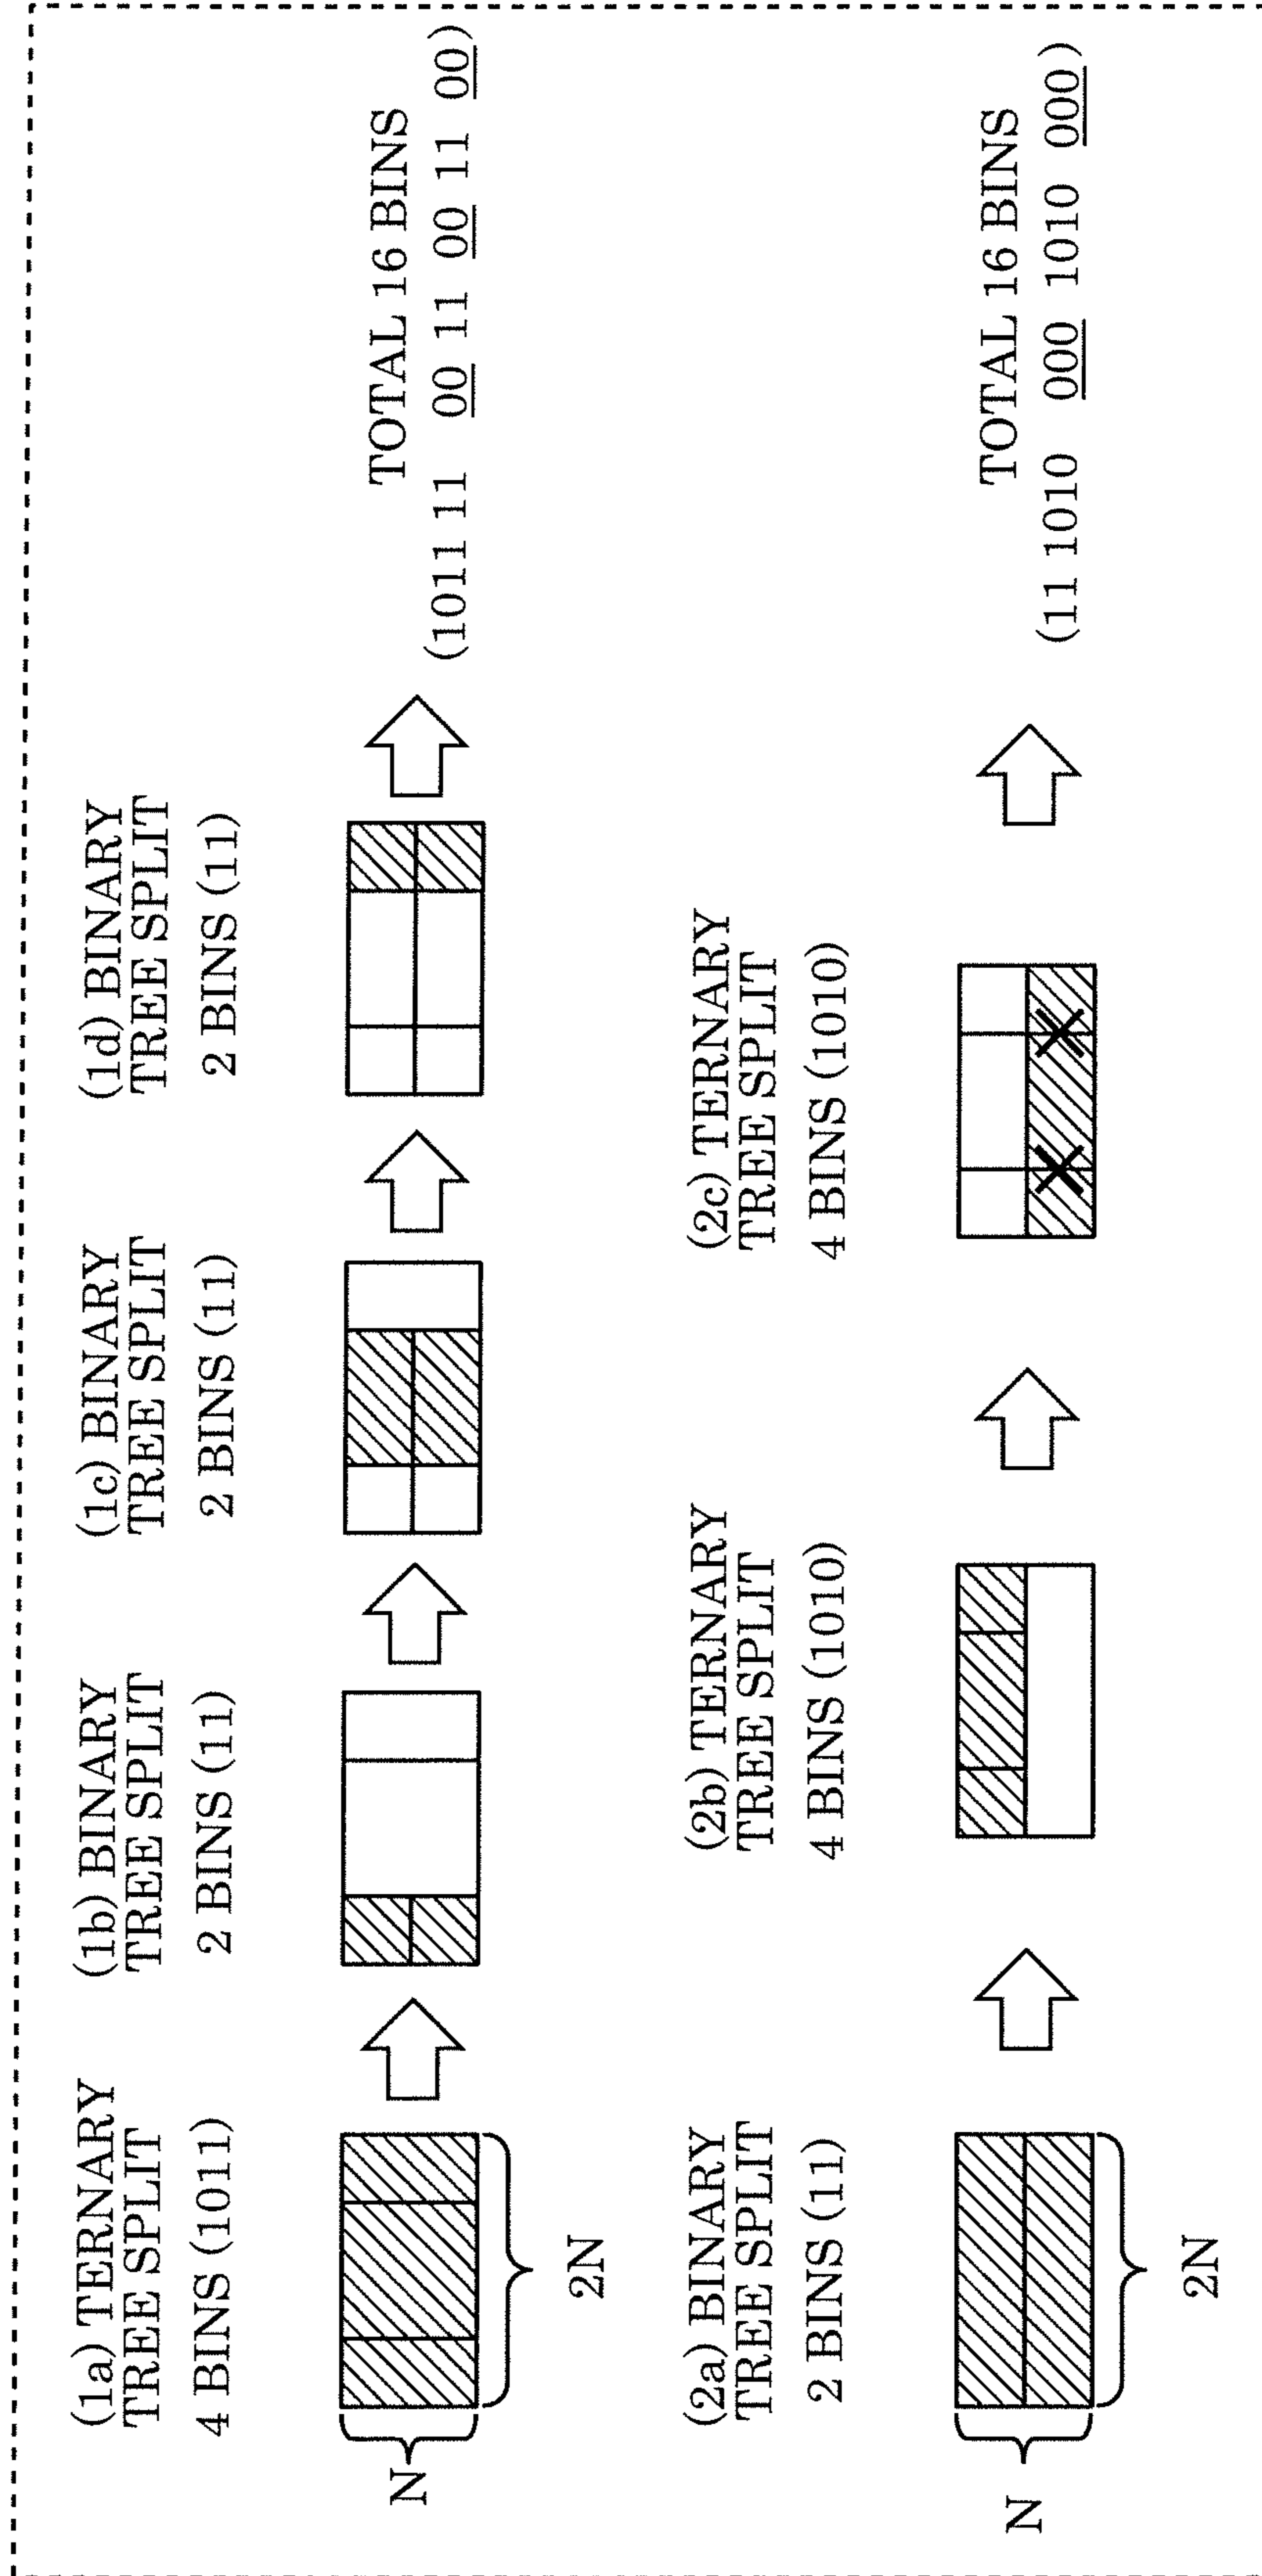 (1a) TERNARY
TREE SPLIT
4 BINS (1011)
N
2N
(1b) BINARY
TREE SPLIT
2 BINS (11)
(1c) BINARY
TREE SPLIT
2 BINS (11)
(1d) BINARY
TREE SPLIT
2 BINS (11)
TOTAL 16 BINS
(1011 11 00 11 00 11 00)
(2a) BINARY
TREE SPLIT
2 BINS (11)
N
2N
(2b) TERNARY
TREE SPLIT
4 BINS (1010)
(2c) TERNARY
TREE SPLIT
4 BINS (1010)
TOTAL 16 BINS
(11 1010 000 1010 000)